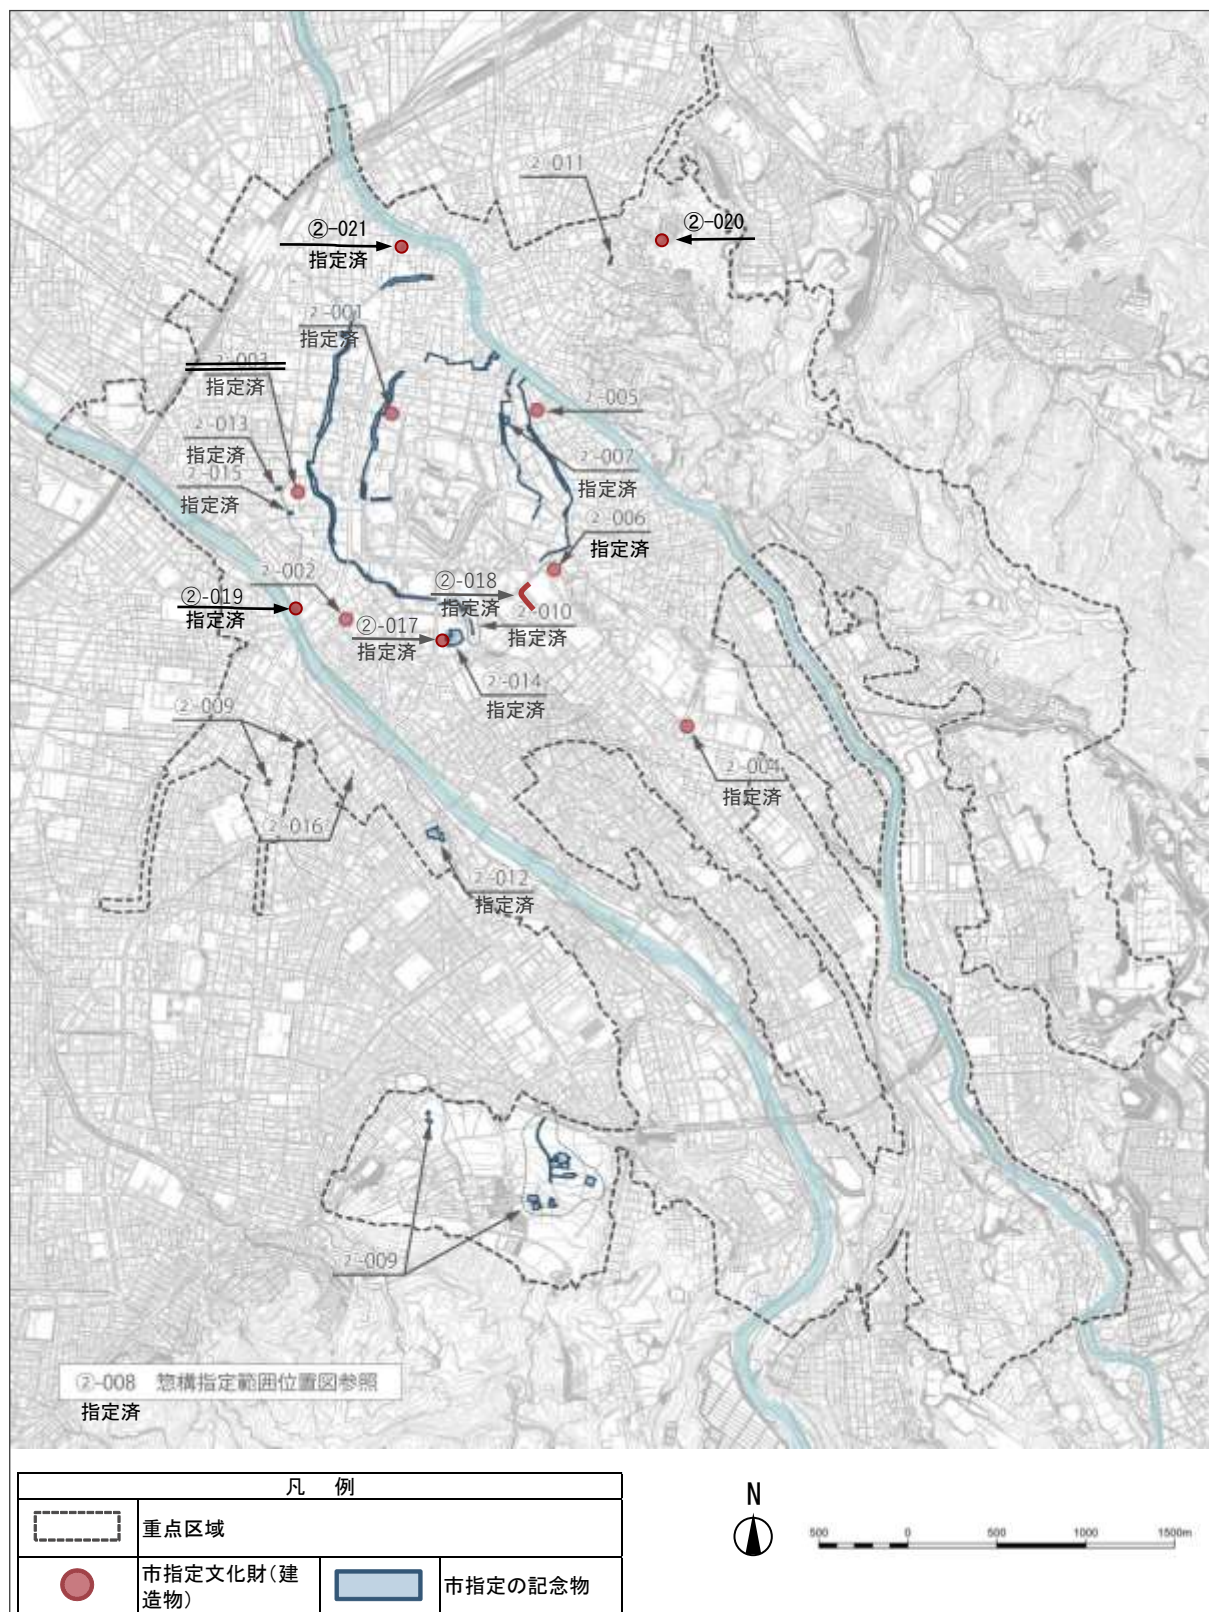 ②-011
②-020
②-021
指定済
②-001
指定済
②-003
指定済
②-005
②-013
指定済
②-015
指定済
②-007
指定済
②-006
指定済
②-002
②-018
指定済
②-019
指定済
②-010
指定済
②-017
指定済
②-014
指定済
②-009
②-004
指定済
②-016
②-012
指定済
②-009
②-008 惣構指定範囲位置図参照
指定済
凡 例
重点区域
市指定文化財(建
造物)
市指定の記念物
N
500 0 500 1000 1500m